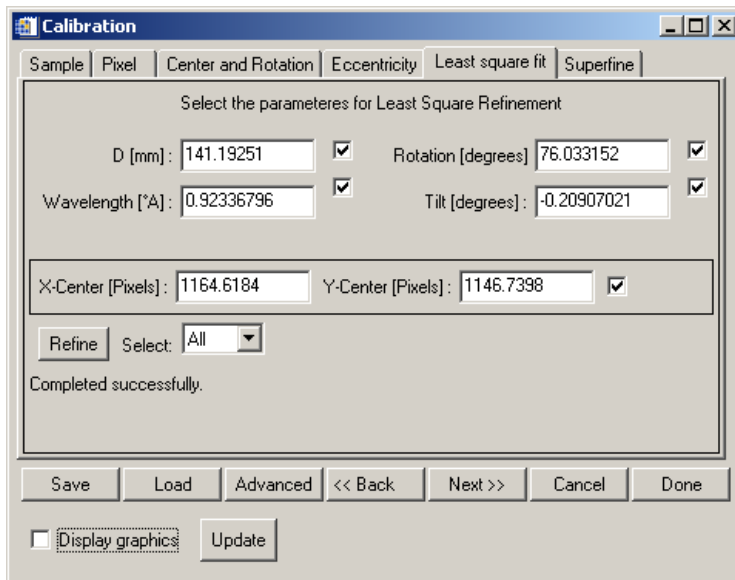 Calibration
Sample Pixel Center and Rotation Eccentricity Least square fit Superfine
Select the parameteres for Least Square Refinement
D [mm] : 141.19251 Rotation [degrees] 76.033152
Wavelength [°A] : 0.92336796 Tilt [degrees] : -0.20907021
X-Center [Pixels] : 1164.6184 Y-Center [Pixels] : 1146.7398
Refine Select: All
Completed successfully.
Save Load Advanced << Back Next >> Cancel Done
Display graphics Update